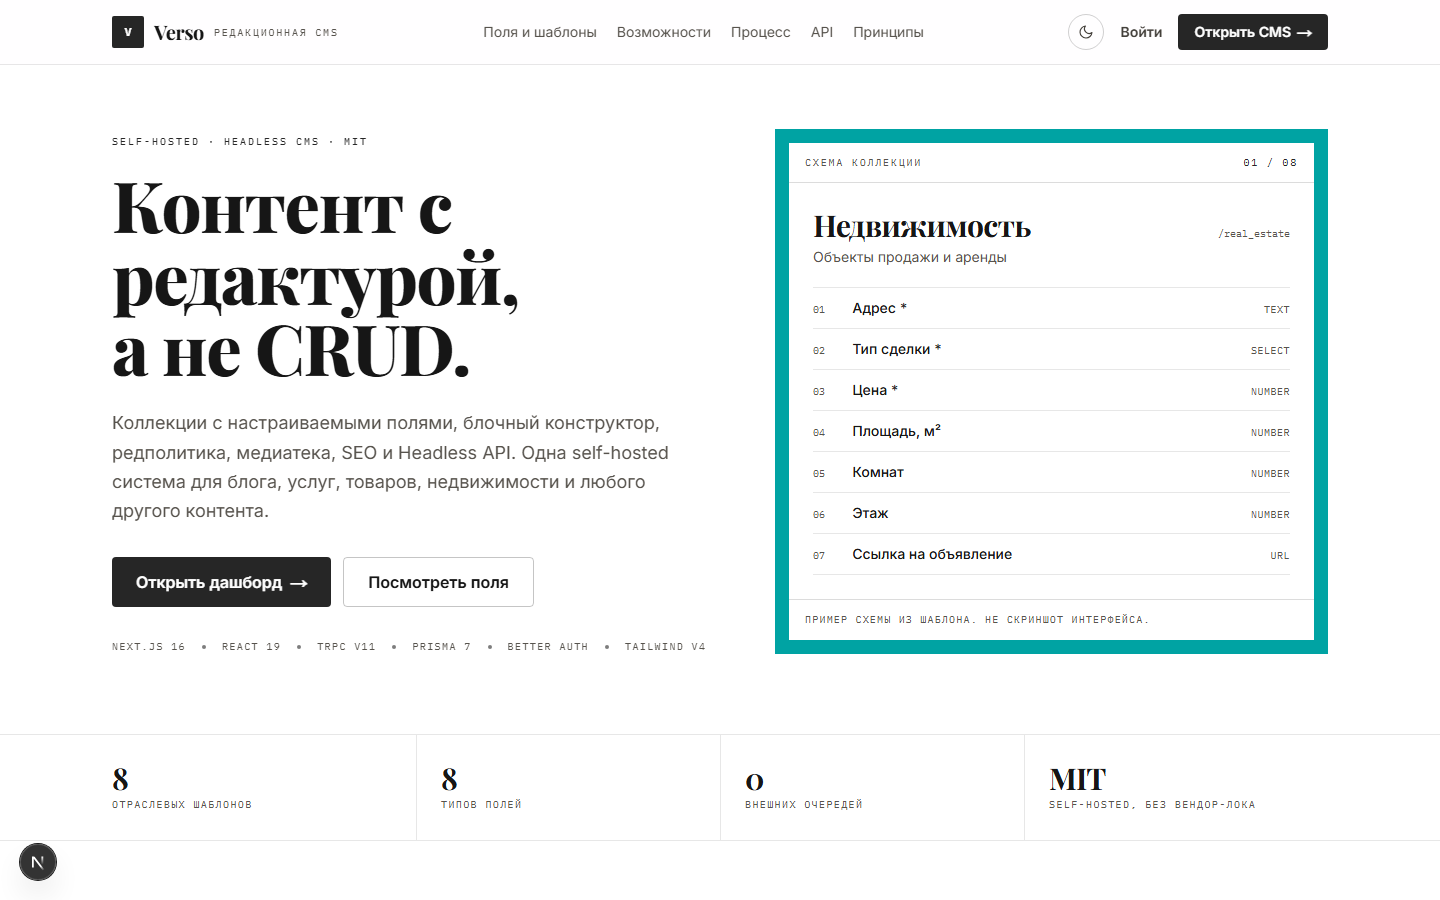 V Verso РЕДАКЦИОННАЯ CMS Поля и шаблоны Возможности Процесс API Принципы Войти Открыть CMS →
SELF-HOSTED · HEADLESS CMS · MIT
Контент с
редактурой,
а не CRUD.
Коллекции с настраиваемыми полями, блочный конструктор,
редполитика, медиатека, SEO и Headless API. Одна self-hosted
система для блога, услуг, товаров, недвижимости и любого
другого контента.
Открыть дашборд → Посмотреть поля
NEXT.JS 16 • REACT 19 • TRPC V11 • PRISMA 7 • BETTER AUTH • TAILWIND V4
СХЕМА КОЛЛЕКЦИИ 01 / 08
Недвижимость /real_estate
Объекты продажи и аренды
01 Адрес * TEXT
02 Тип сделки * SELECT
03 Цена * NUMBER
04 Площадь, м² NUMBER
05 Комнат NUMBER
06 Этаж NUMBER
07 Ссылка на объявление URL
ПРИМЕР СХЕМЫ ИЗ ШАБЛОНА. НЕ СКРИНШОТ ИНТЕРФЕЙСА.
8
ОТРАСЛЕВЫХ ШАБЛОНОВ
8
ТИПОВ ПОЛЕЙ
0
ВНЕШНИХ ОЧЕРЕДЕЙ
MIT
SELF-HOSTED, БЕЗ ВЕНДОР-ЛОКА
N